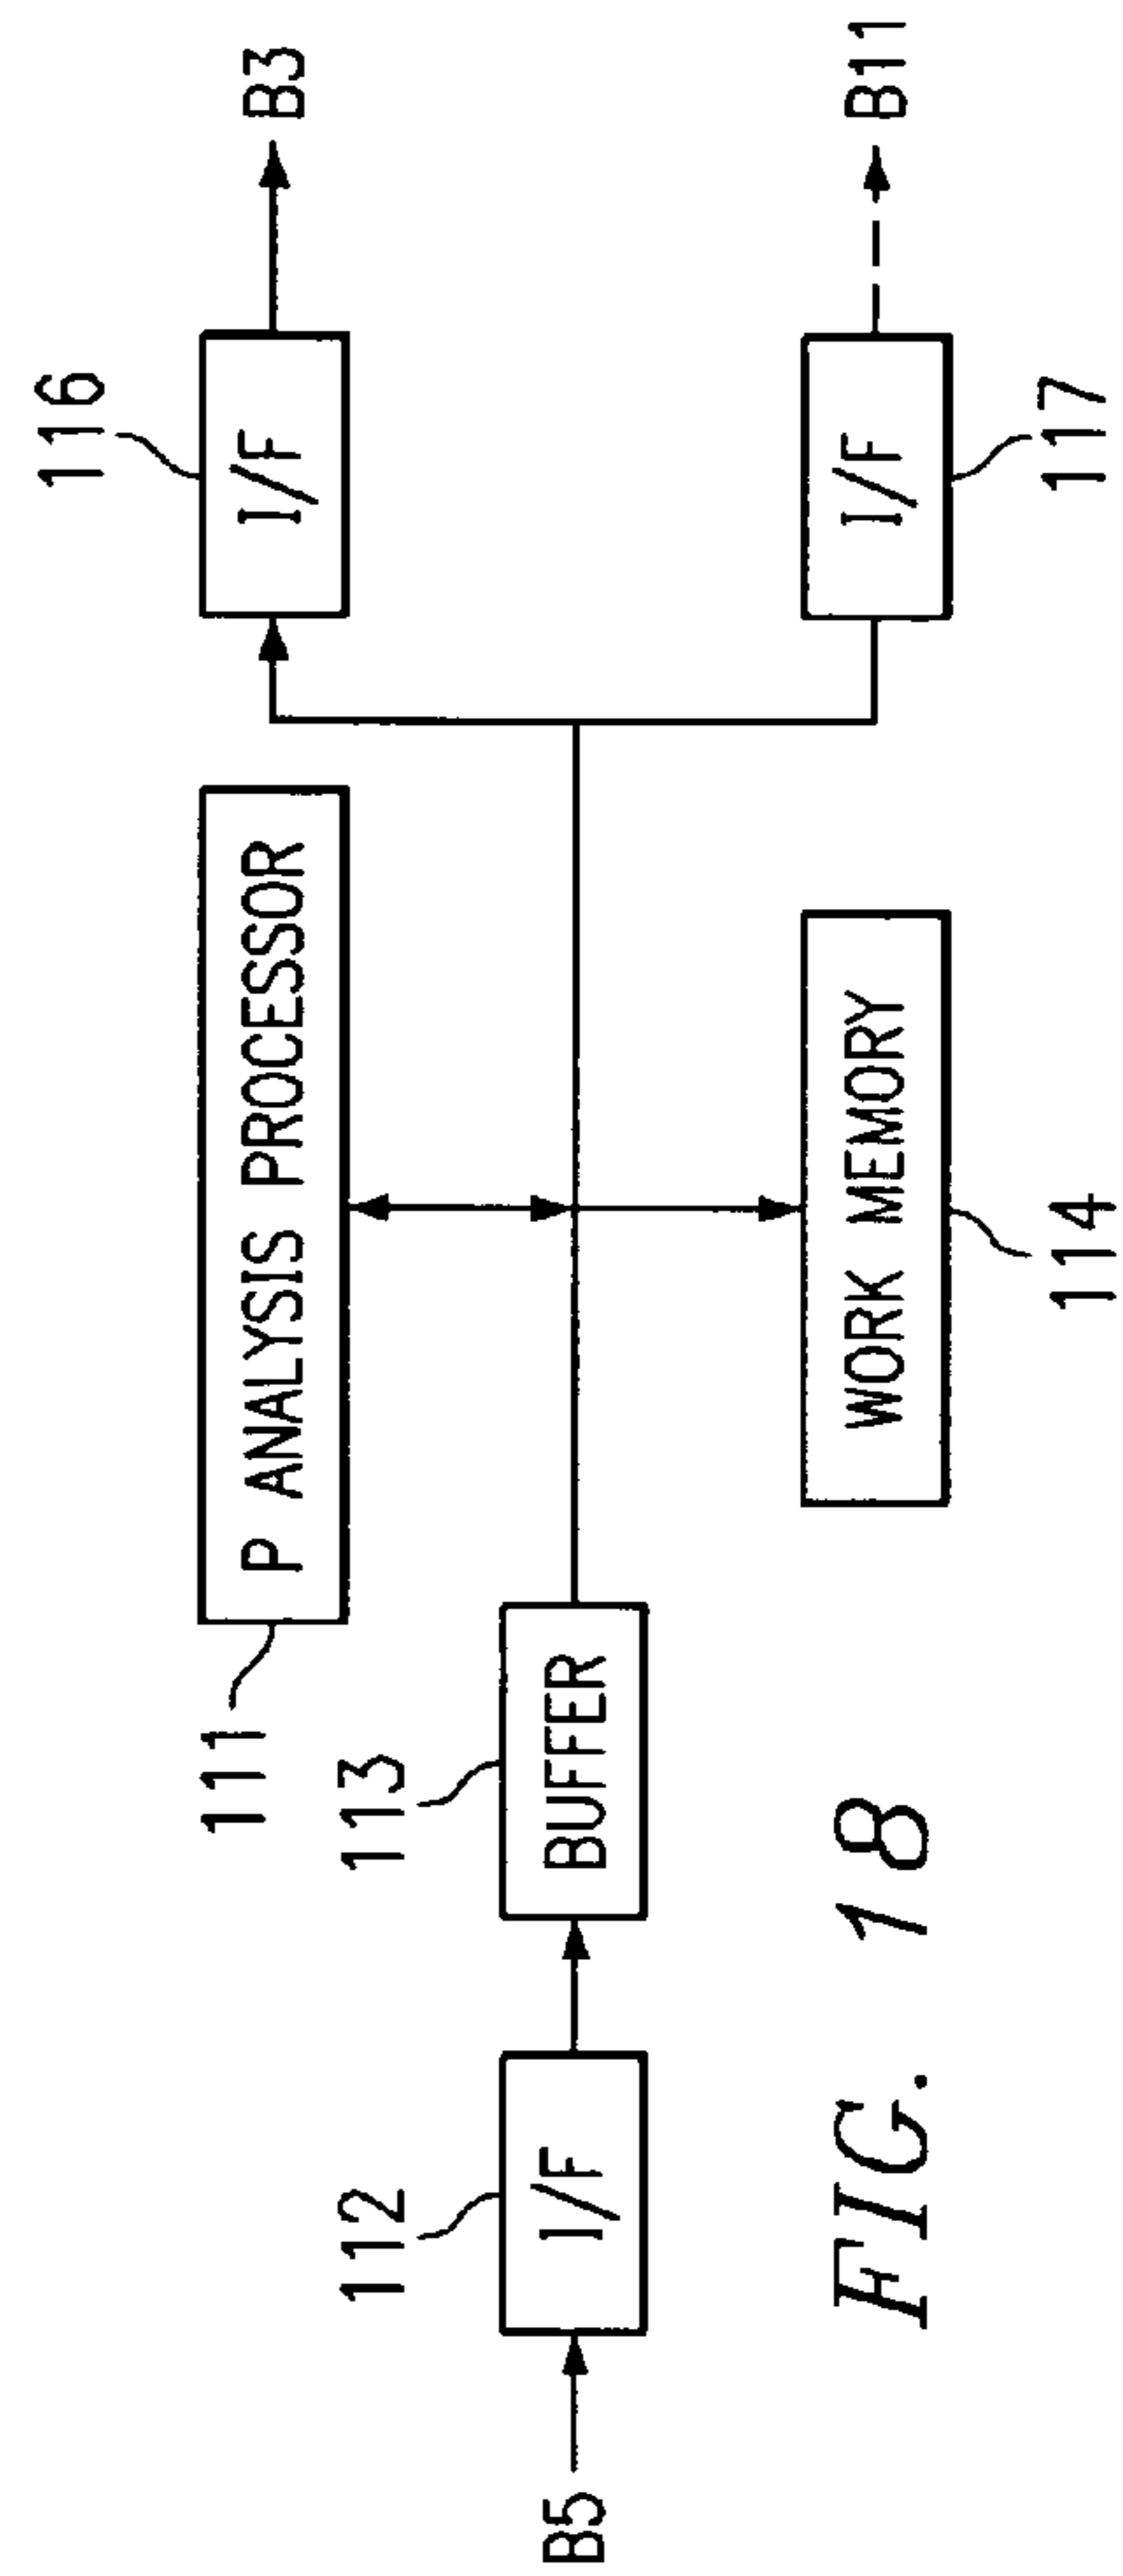 111
P ANALYSIS PROCESSOR
116
I/F
B3
112
113
B5
I/F
BUFFER
WORK MEMORY
114
I/F
117
B11
FIG. 18